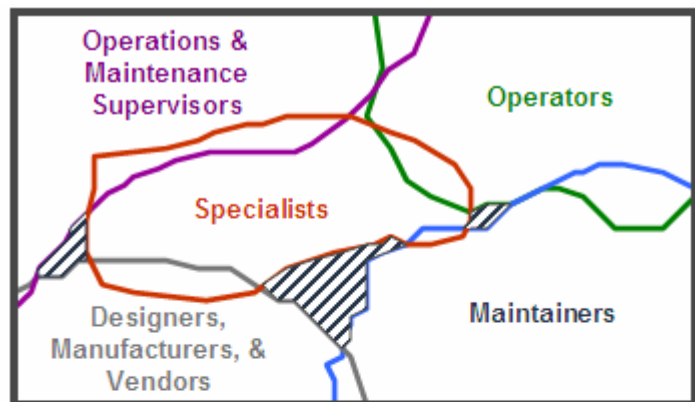 Operations &
Maintenance
Supervisors
Operators
Specialists
Designers,
Manufacturers, &
Vendors
Maintainers